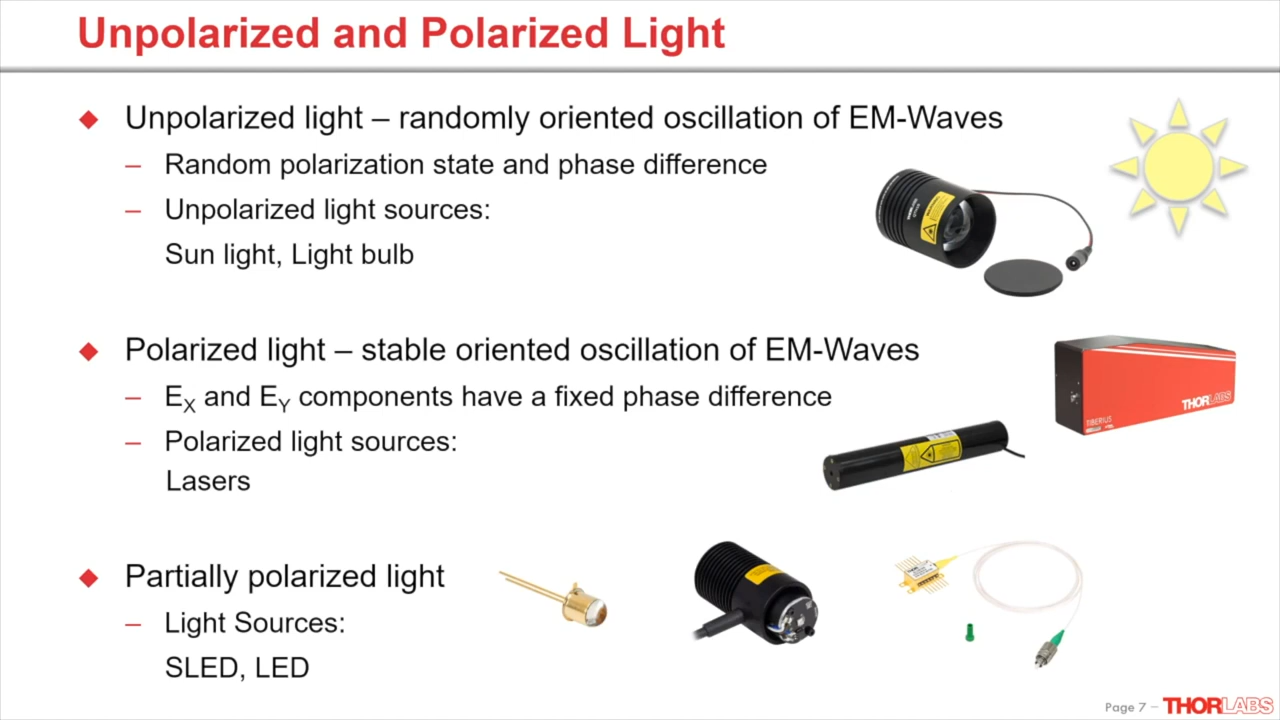 Unpolarized and Polarized Light
◆ Unpolarized light – randomly oriented oscillation of EM-Waves
– Random polarization state and phase difference
– Unpolarized light sources:
Sun light, Light bulb
◆ Polarized light – stable oriented oscillation of EM-Waves
– EX and EY components have a fixed phase difference
THORLABS
TIBERIUS
– Polarized light sources:
Lasers
◆ Partially polarized light
– Light Sources:
SLED, LED
Page 7 – THORLABS